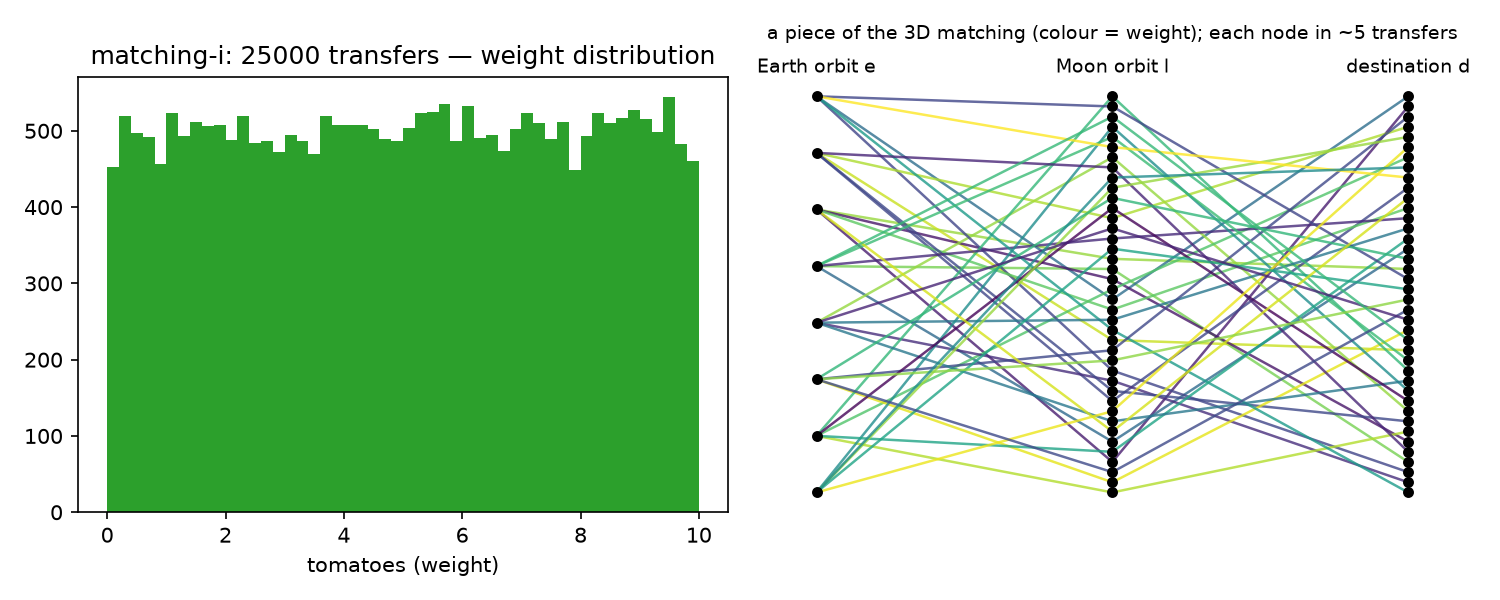 matching-i: 25000 transfers — weight distribution
500
400
300
200
100
0
0 2 4 6 8 10
tomatoes (weight)
a piece of the 3D matching (colour = weight); each node in ~5 transfers
Earth orbit e Moon orbit l destination d